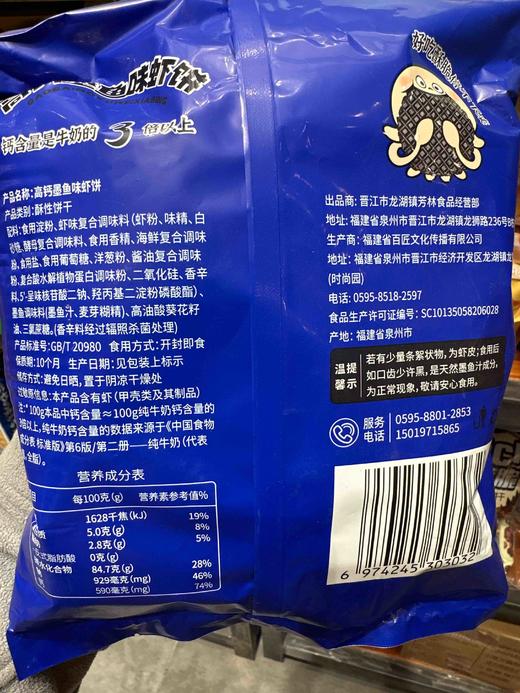 鱼味虾饼
钙含量是牛奶的3倍以上
产品名称:高钙墨鱼味虾饼
产品类别:酥性饼干
配料:食用淀粉、虾味复合调味料(虾粉、味精、白
砂糖、酵母复合调味料、食用香精、海鲜复合调味
料、食用盐、食用葡萄糖、洋葱粉、酱油复合调味
粉、复合酸水解植物蛋白调味粉、二氧化硅、香辛
料、5'-呈味核苷酸二钠、羟丙基二淀粉磷酸酯)、
墨鱼调味料(墨鱼汁、麦芽糊精)、高油酸葵花籽
油、三氯蔗糖。(香辛料经过辐照杀菌处理)
产品标准号:GB/T 20980 食用方式:开封即食
保质期:10个月 生产日期:见包装上标示
储存方式:避免日晒,置于阴凉干燥处
过敏原信息:本产品含有虾(甲壳类及其制品)
注:*100g本品中钙含量≈100g纯牛奶钙含量的
3倍以上,纯牛奶钙含量的数据来源于《中国食物
成分表 标准版》第6版/第二册——纯牛奶(代表
值,全脂)。
营养成分表
项目 每100克(g) 营养素参考值%
1628千焦(kJ) 19%
5.0克(g) 8%
2.8克(g) 5%
反式脂肪酸 0克(g)
碳水化合物 84.7克(g) 28%
929毫克(mg) 46%
590毫克(mg) 74%
好吃酥脆
出品商:晋江市龙湖镇芳林食品经营部
地址:福建省泉州市晋江市龙湖镇龙狮路236号
生产商:福建省百匠文化传播有限公司
地址:福建省泉州市晋江市经济开发区龙湖
(时尚园)
电话:0595-8518-2597
食品生产许可证编号:SC10135058206028
产地:福建省泉州市
温提
馨示
若有少量条絮状物,为虾皮;食用后
如口齿少许黑,是天然墨鱼汁成分,
为正常现象,敬请安心食用。
服务
电话
0595-8801-2853
15019715865
6 974245 303032